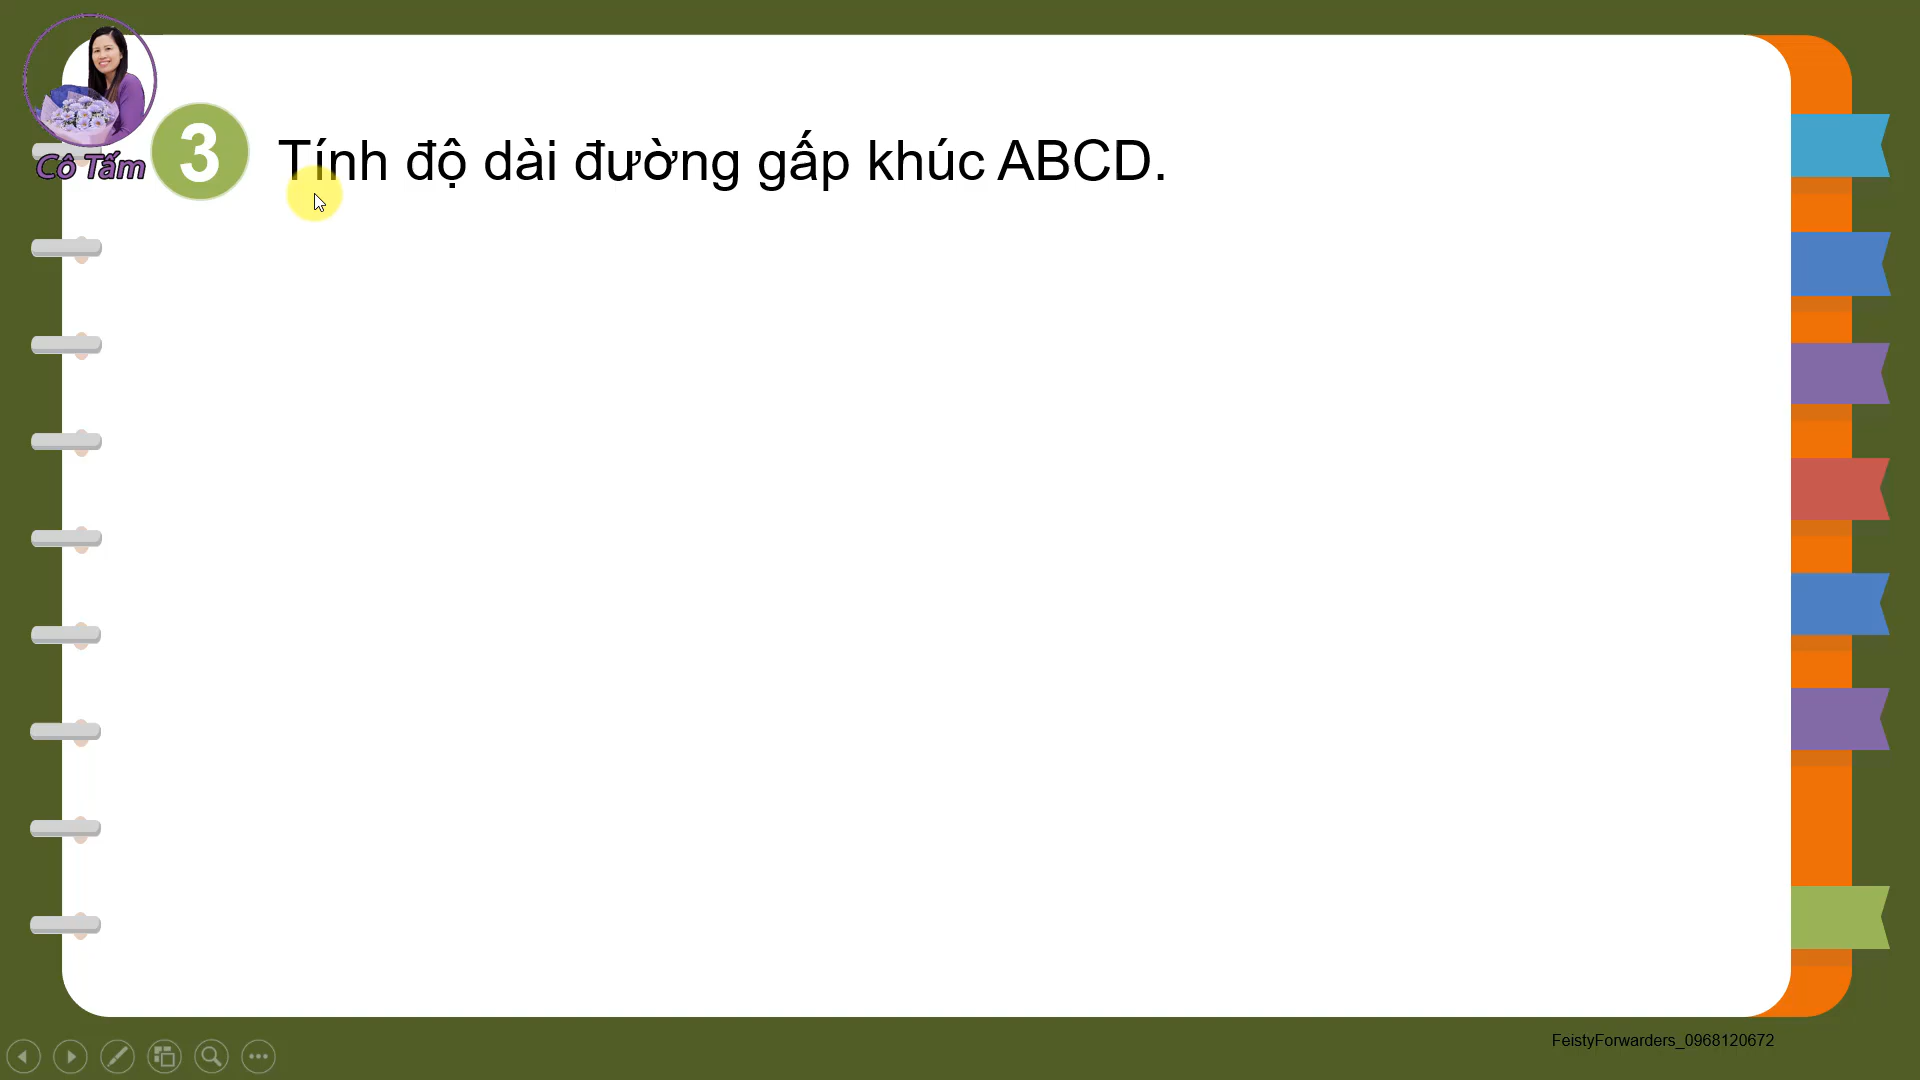 Cô Tấm
3
Tính độ dài đường gấp khúc ABCD.
FeistyForwarders_0968120672